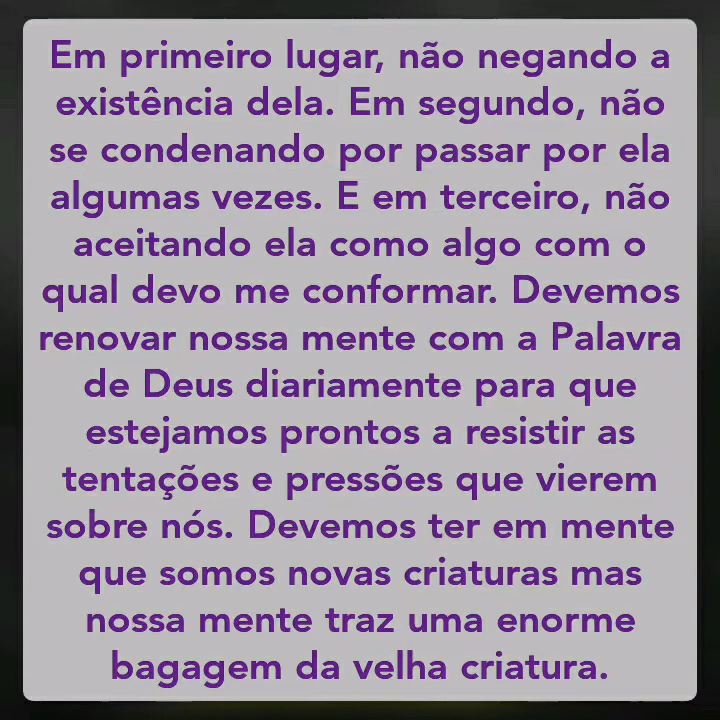 Em primeiro lugar, não negando a
existência dela. Em segundo, não
se condenando por passar por ela
algumas vezes. E em terceiro, não
aceitando ela como algo com o
qual devo me conformar. Devemos
renovar nossa mente com a Palavra
de Deus diariamente para que
estejamos prontos a resistir as
tentações e pressões que vierem
sobre nós. Devemos ter em mente
que somos novas criaturas mas
nossa mente traz uma enorme
bagagem da velha criatura.